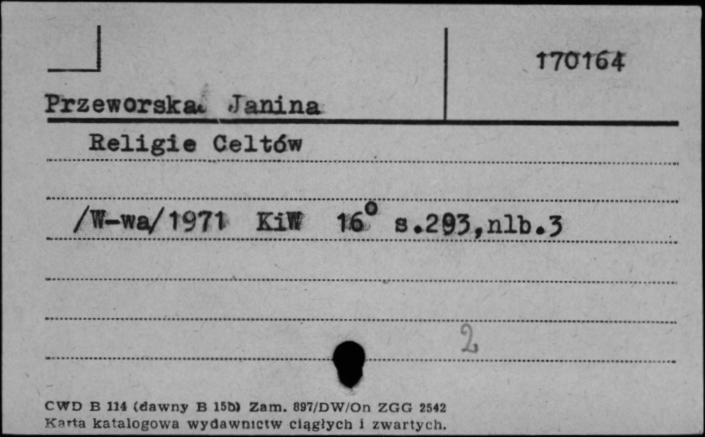 170164
Przeworska Janina
Religie Celtów
/W-wa/1971 KiW 16° s.293,nlb.3
2
CWD B 114 (dawny B 15b) Zam. 897/DW/On ZGG 2542
Karta katalogowa wydawnictw ciągłych i zwartych.